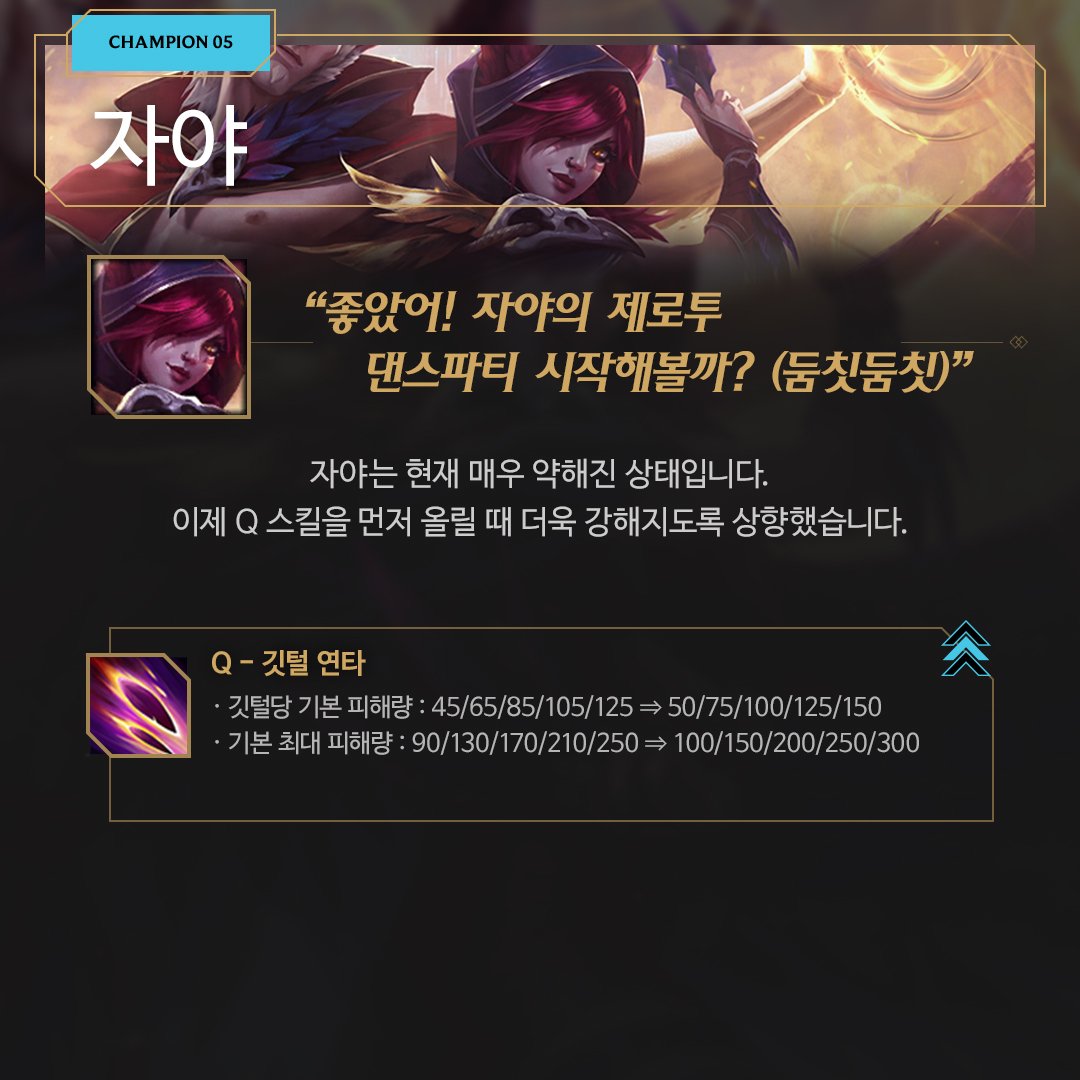 CHAMPION 05
자야
“좋았어! 자야의 제로투
댄스파티 시작해볼까? (둠칫둠칫)”
자야는 현재 매우 약해진 상태입니다.
이제 Q 스킬을 먼저 올릴 때 더욱 강해지도록 상향했습니다.
Q - 깃털 연타
· 깃털당 기본 피해량 : 45/65/85/105/125 ⇒ 50/75/100/125/150
· 기본 최대 피해량 : 90/130/170/210/250 ⇒ 100/150/200/250/300